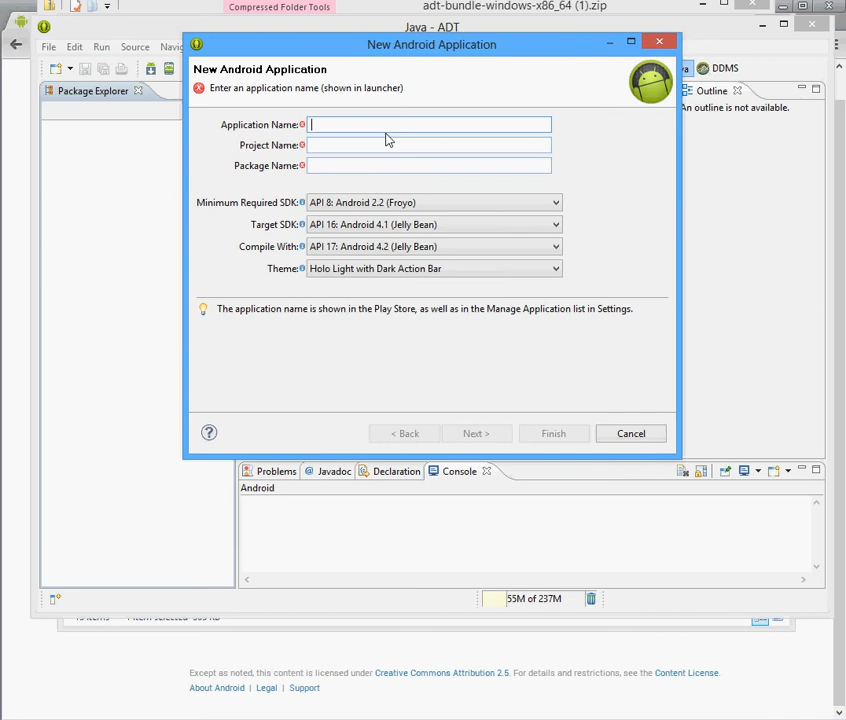 Compressed Folder Tools
adt-bundle-windows-x86_64 (1).zip
Java - ADT
File Edit Run Source Navig
New Android Application
DDMS
Package Explorer
New Android Application
Enter an application name (shown in launcher)
Outline
An outline is not available.
Application Name:
Project Name:
Package Name:
Minimum Required SDK: API 8: Android 2.2 (Froyo)
Target SDK: API 16: Android 4.1 (Jelly Bean)
Compile With: API 17: Android 4.2 (Jelly Bean)
Theme: Holo Light with Dark Action Bar
The application name is shown in the Play Store, as well as in the Manage Application list in Settings.
< Back Next > Finish Cancel
Problems @ Javadoc Declaration Console
Android
55M of 237M
Except as noted, this content is licensed under Creative Commons Attribution 2.5. For details and restrictions, see the Content License.
About Android | Legal | Support